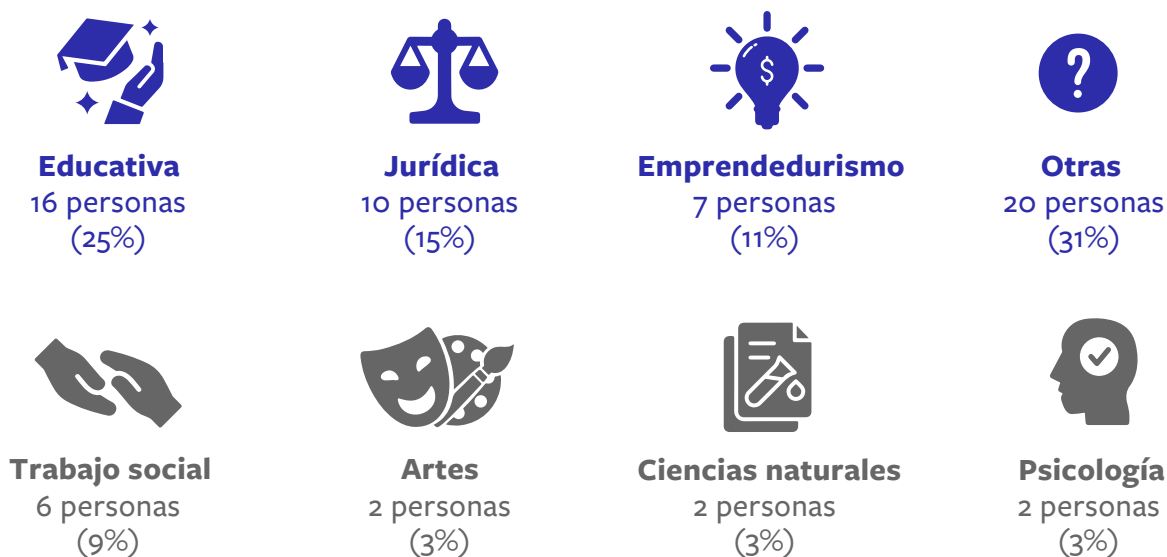 $
?
Educativa
16 personas
(25%)
Jurídica
10 personas
(15%)
Emprendedurismo
7 personas
(11%)
Otras
20 personas
(31%)
Trabajo social
6 personas
(9%)
Artes
2 personas
(3%)
Ciencias naturales
2 personas
(3%)
Psicología
2 personas
(3%)